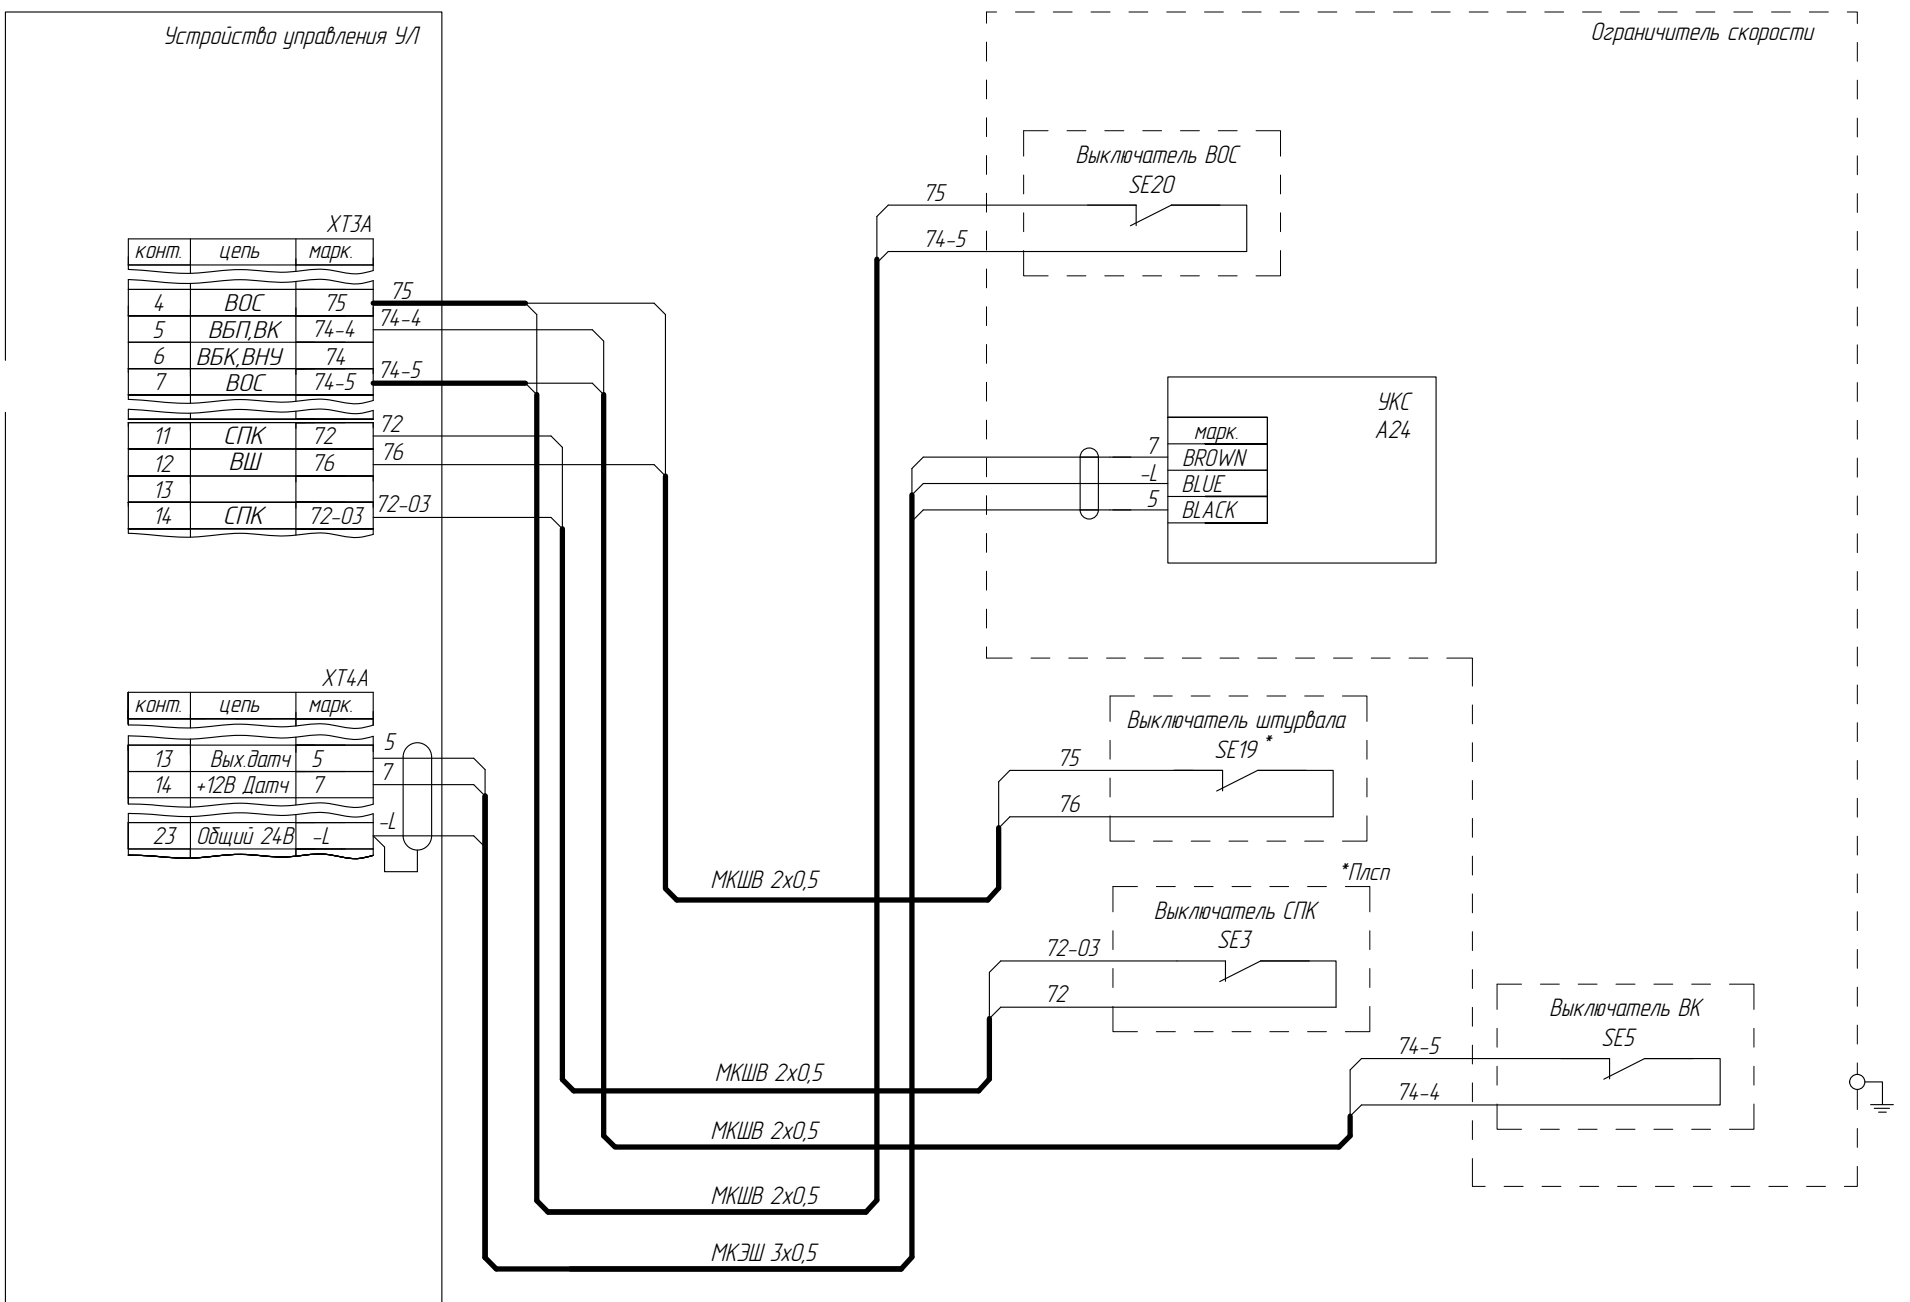 Устройство управления УЛ
Ограничитель скорости
Выключатель ВОС
SE20
75
74-5
XT3A
конт. цепь марк.
4 ВОС 75 75
5 ВБП,ВК 74-4 74-4
6 ВБК,ВНУ 74
7 ВОС 74-5 74-5
11 СПК 72 72
12 ВШ 76 76
13
14 СПК 72-03 72-03
УКС
A24
марк.
7 BROWN
-L BLUE
5 BLACK
XT4A
конт. цепь марк.
13 Вых.датч 5 5
14 +12В Датч 7 7
23 Общий 24В -L -L
Выключатель штурвала
SE19 *
75
76
*Плсп
МКШВ 2x0,5
Выключатель СПК
SE3
72-03
72
МКШВ 2x0,5
Выключатель ВК
SE5
74-5
74-4
МКШВ 2x0,5
МКШВ 2x0,5
МКЭШ 3x0,5